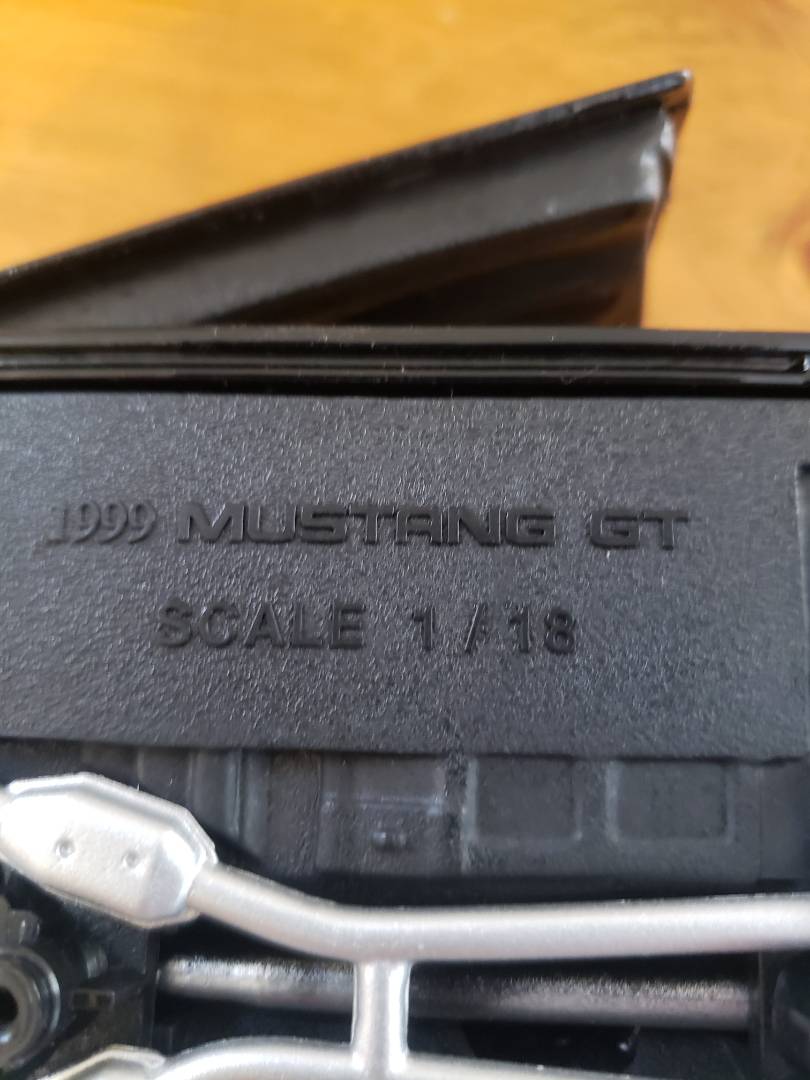 1999 MUSTANG GT
SCALE 1/18